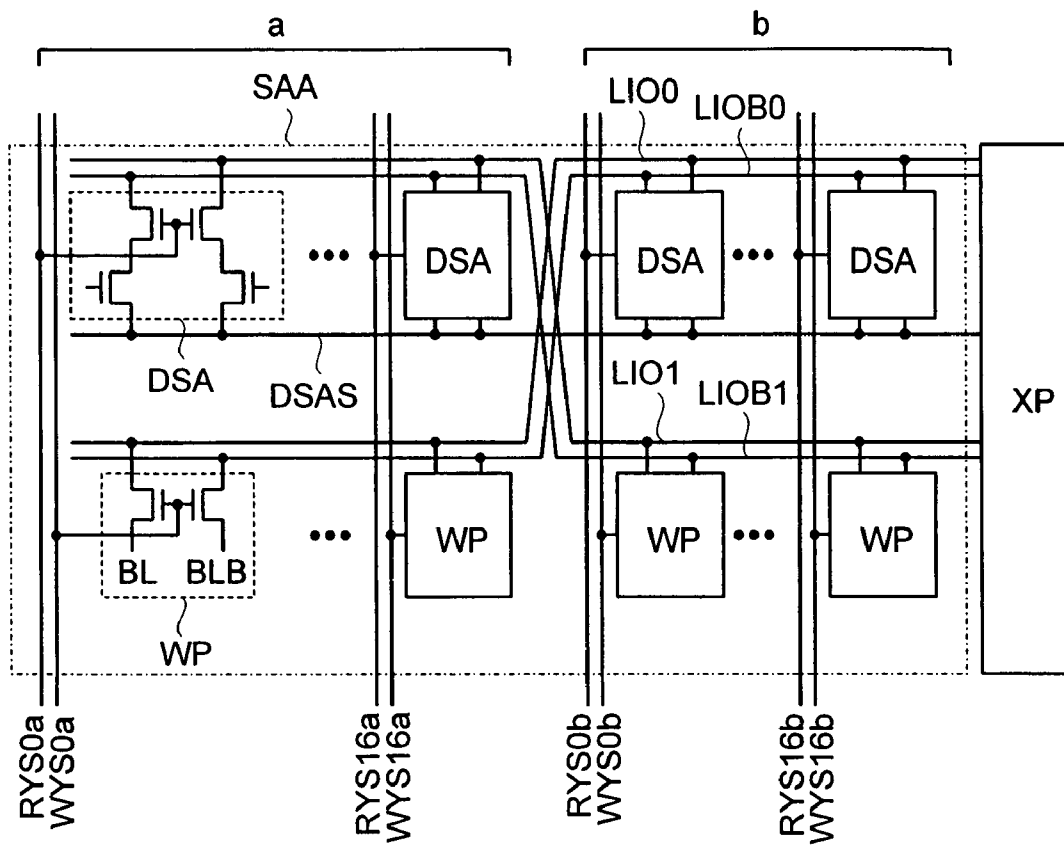 a
b
SAA
LIO0
LIOB0
DSA
DSA
DSA
DSA
DSAS
LIO1
LIOB1
XP
BL
BLB
WP
WP
WP
WP
RYS0a
WYS0a
RYS16a
WYS16a
RYS0b
WYS0b
RYS16b
WYS16b